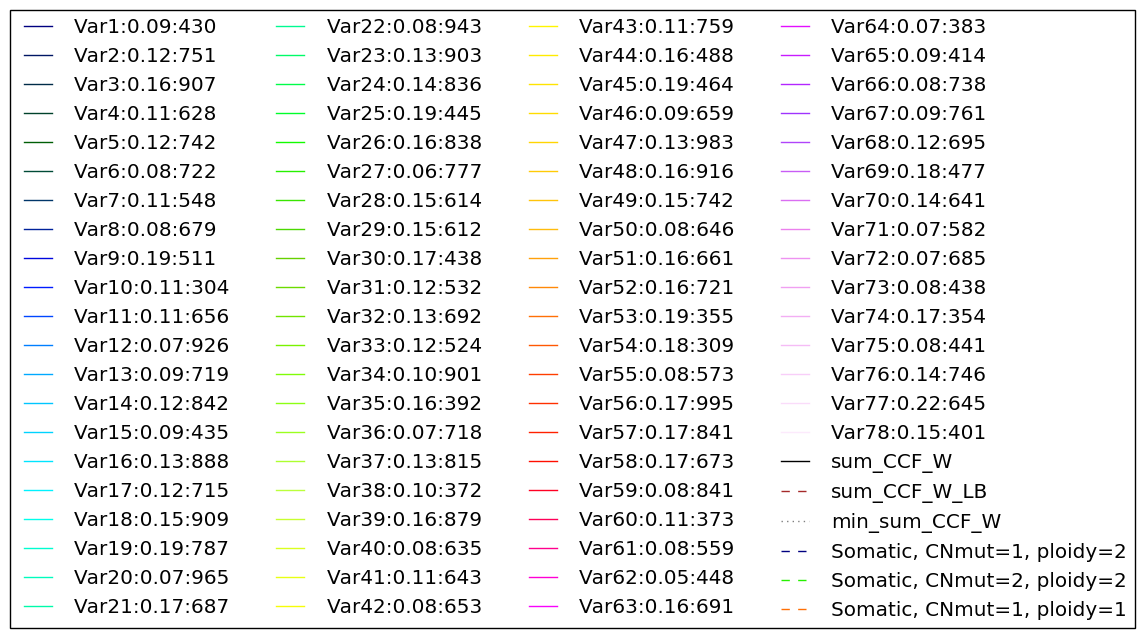 Var1:0.09:430
Var2:0.12:751
Var3:0.16:907
Var4:0.11:628
Var5:0.12:742
Var6:0.08:722
Var7:0.11:548
Var8:0.08:679
Var9:0.19:511
Var10:0.11:304
Var11:0.11:656
Var12:0.07:926
Var13:0.09:719
Var14:0.12:842
Var15:0.09:435
Var16:0.13:888
Var17:0.12:715
Var18:0.15:909
Var19:0.19:787
Var20:0.07:965
Var21:0.17:687
Var22:0.08:943
Var23:0.13:903
Var24:0.14:836
Var25:0.19:445
Var26:0.16:838
Var27:0.06:777
Var28:0.15:614
Var29:0.15:612
Var30:0.17:438
Var31:0.12:532
Var32:0.13:692
Var33:0.12:524
Var34:0.10:901
Var35:0.16:392
Var36:0.07:718
Var37:0.13:815
Var38:0.10:372
Var39:0.16:879
Var40:0.08:635
Var41:0.11:643
Var42:0.08:653
Var43:0.11:759
Var44:0.16:488
Var45:0.19:464
Var46:0.09:659
Var47:0.13:983
Var48:0.16:916
Var49:0.15:742
Var50:0.08:646
Var51:0.16:661
Var52:0.16:721
Var53:0.19:355
Var54:0.18:309
Var55:0.08:573
Var56:0.17:995
Var57:0.17:841
Var58:0.17:673
Var59:0.08:841
Var60:0.11:373
Var61:0.08:559
Var62:0.05:448
Var63:0.16:691
Var64:0.07:383
Var65:0.09:414
Var66:0.08:738
Var67:0.09:761
Var68:0.12:695
Var69:0.18:477
Var70:0.14:641
Var71:0.07:582
Var72:0.07:685
Var73:0.08:438
Var74:0.17:354
Var75:0.08:441
Var76:0.14:746
Var77:0.22:645
Var78:0.15:401
sum_CCF_W
sum_CCF_W_LB
min_sum_CCF_W
Somatic, CNmut=1, ploidy=2
Somatic, CNmut=2, ploidy=2
Somatic, CNmut=1, ploidy=1